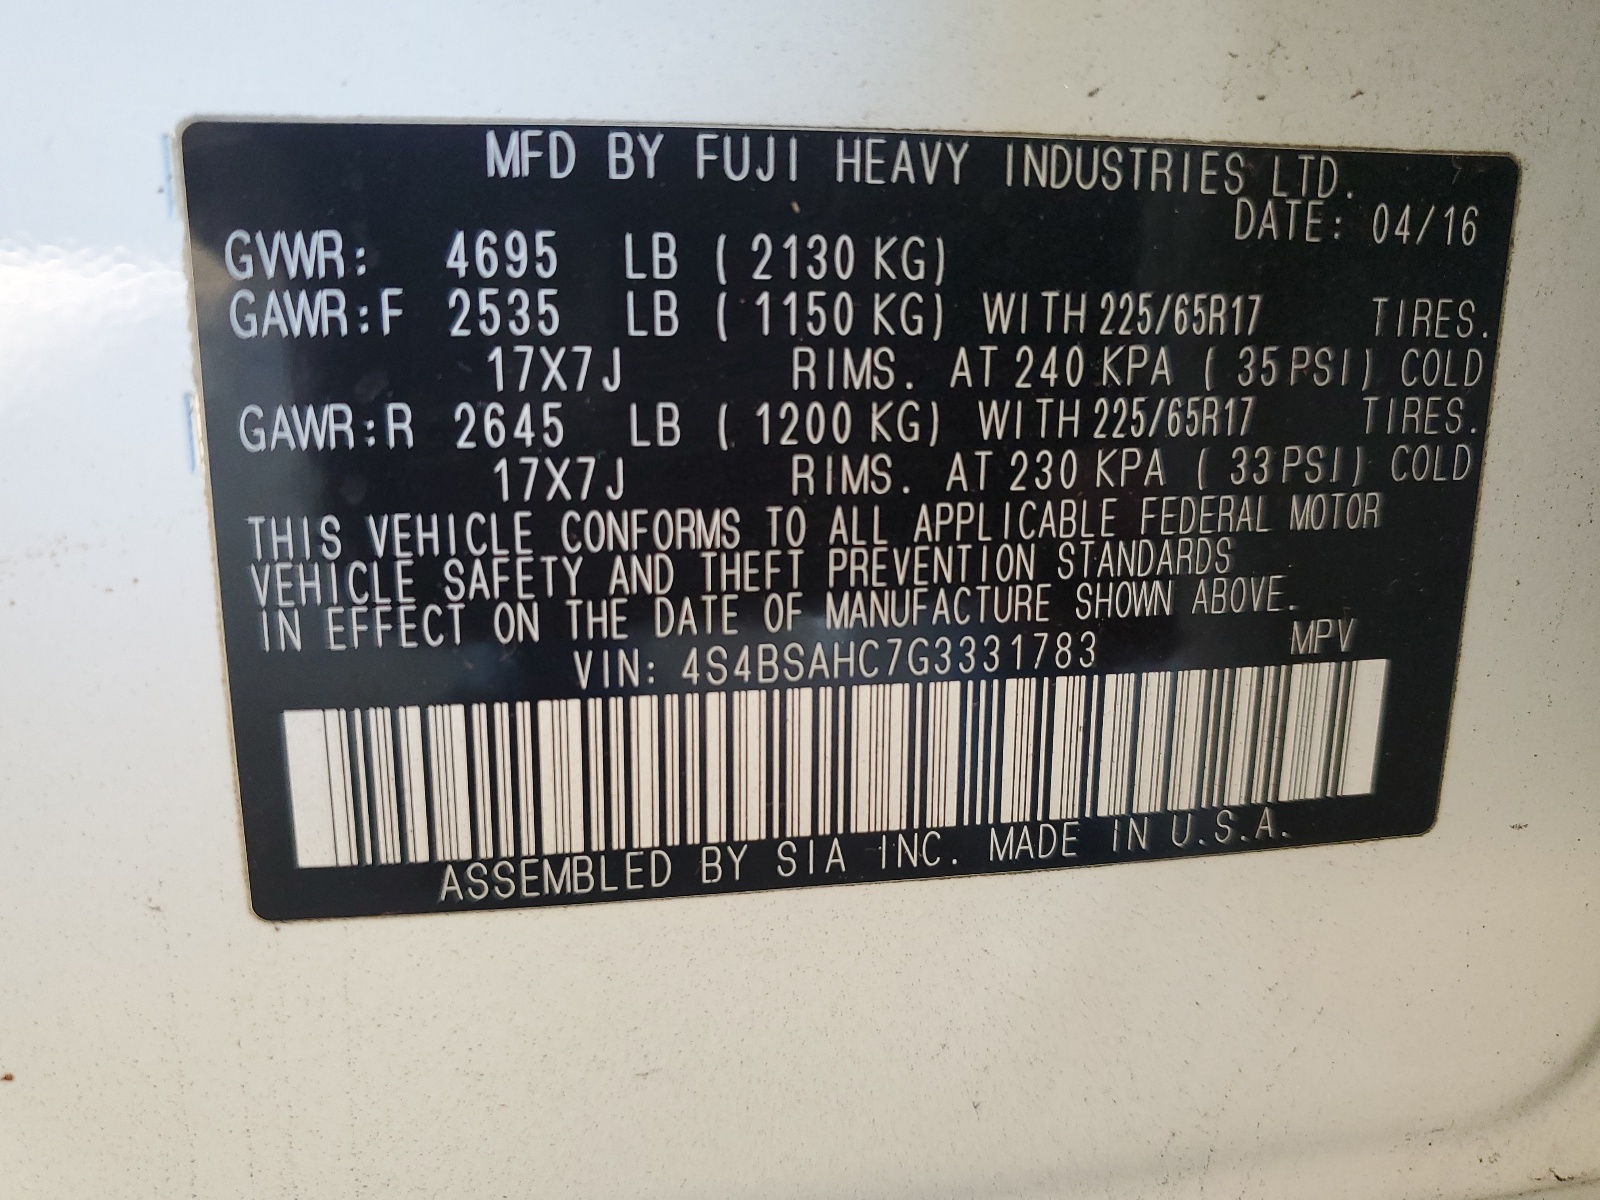 MFD BY FUJI HEAVY INDUSTRIES LTD.
DATE: 04/16
GVWR: 4695 LB ( 2130 KG)
GAWR:F 2535 LB ( 1150 KG) WITH 225/65R17 TIRES.
17X7J RIMS. AT 240 KPA ( 35 PSI) COLD
GAWR:R 2645 LB ( 1200 KG) WITH 225/65R17 TIRES.
17X7J RIMS. AT 230 KPA ( 33 PSI) COLD
THIS VEHICLE CONFORMS TO ALL APPLICABLE FEDERAL MOTOR
VEHICLE SAFETY AND THEFT PREVENTION STANDARDS
IN EFFECT ON THE DATE OF MANUFACTURE SHOWN ABOVE.
VIN: 4S4BSAHC7G3331783 MPV
ASSEMBLED BY SIA INC. MADE IN U.S.A.